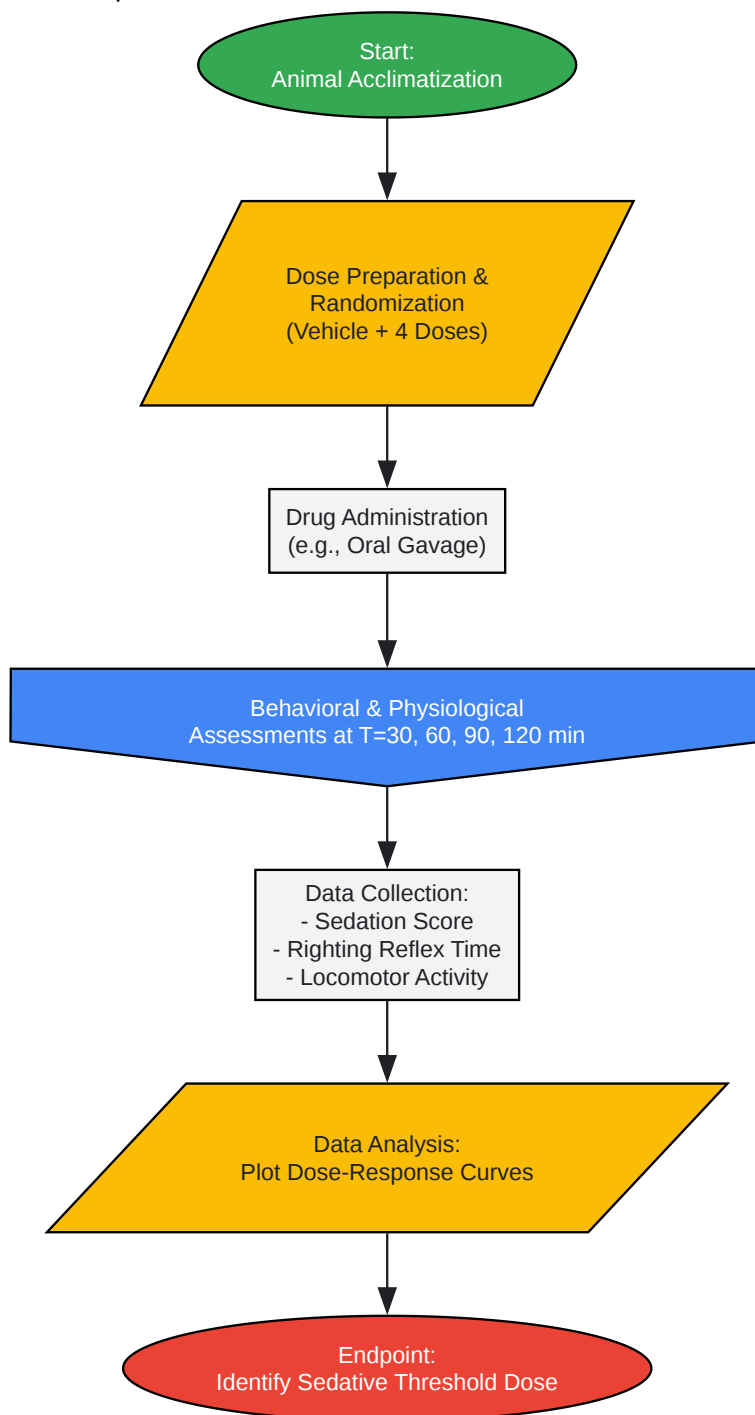 Start:
Animal Acclimatization
Dose Preparation &
Randomization
(Vehicle + 4 Doses)
Drug Administration
(e.g., Oral Gavage)
Behavioral & Physiological
Assessments at T=30, 60, 90, 120 min
Data Collection:
- Sedation Score
- Righting Reflex Time
- Locomotor Activity
Data Analysis:
Plot Dose-Response Curves
Endpoint:
Identify Sedative Threshold Dose